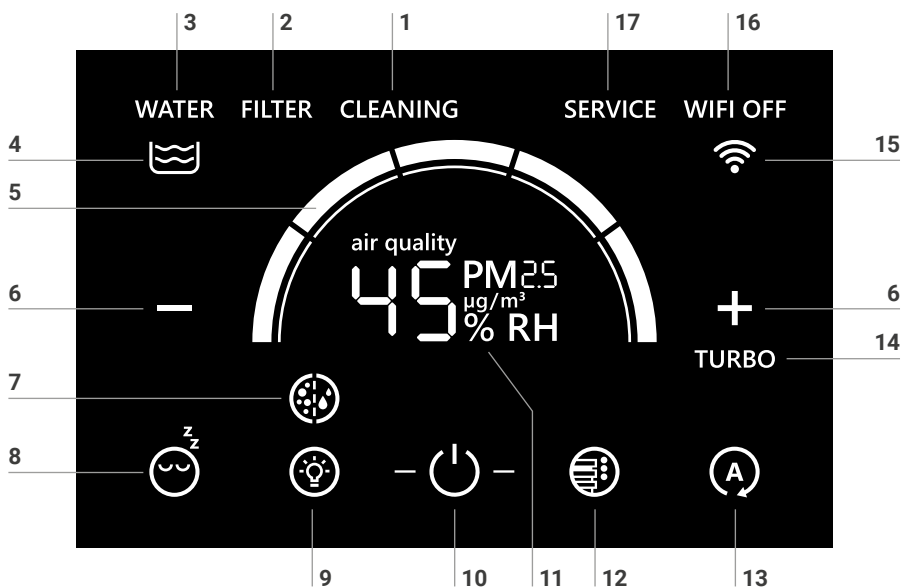 3 2 1 17 16
WATER FILTER CLEANING SERVICE WIFI OFF
4 15
5
air quality
45 PM2.5
µg/m³
% RH
6 6
TURBO 14
7
z
z
8
A
9 10 11 12 13